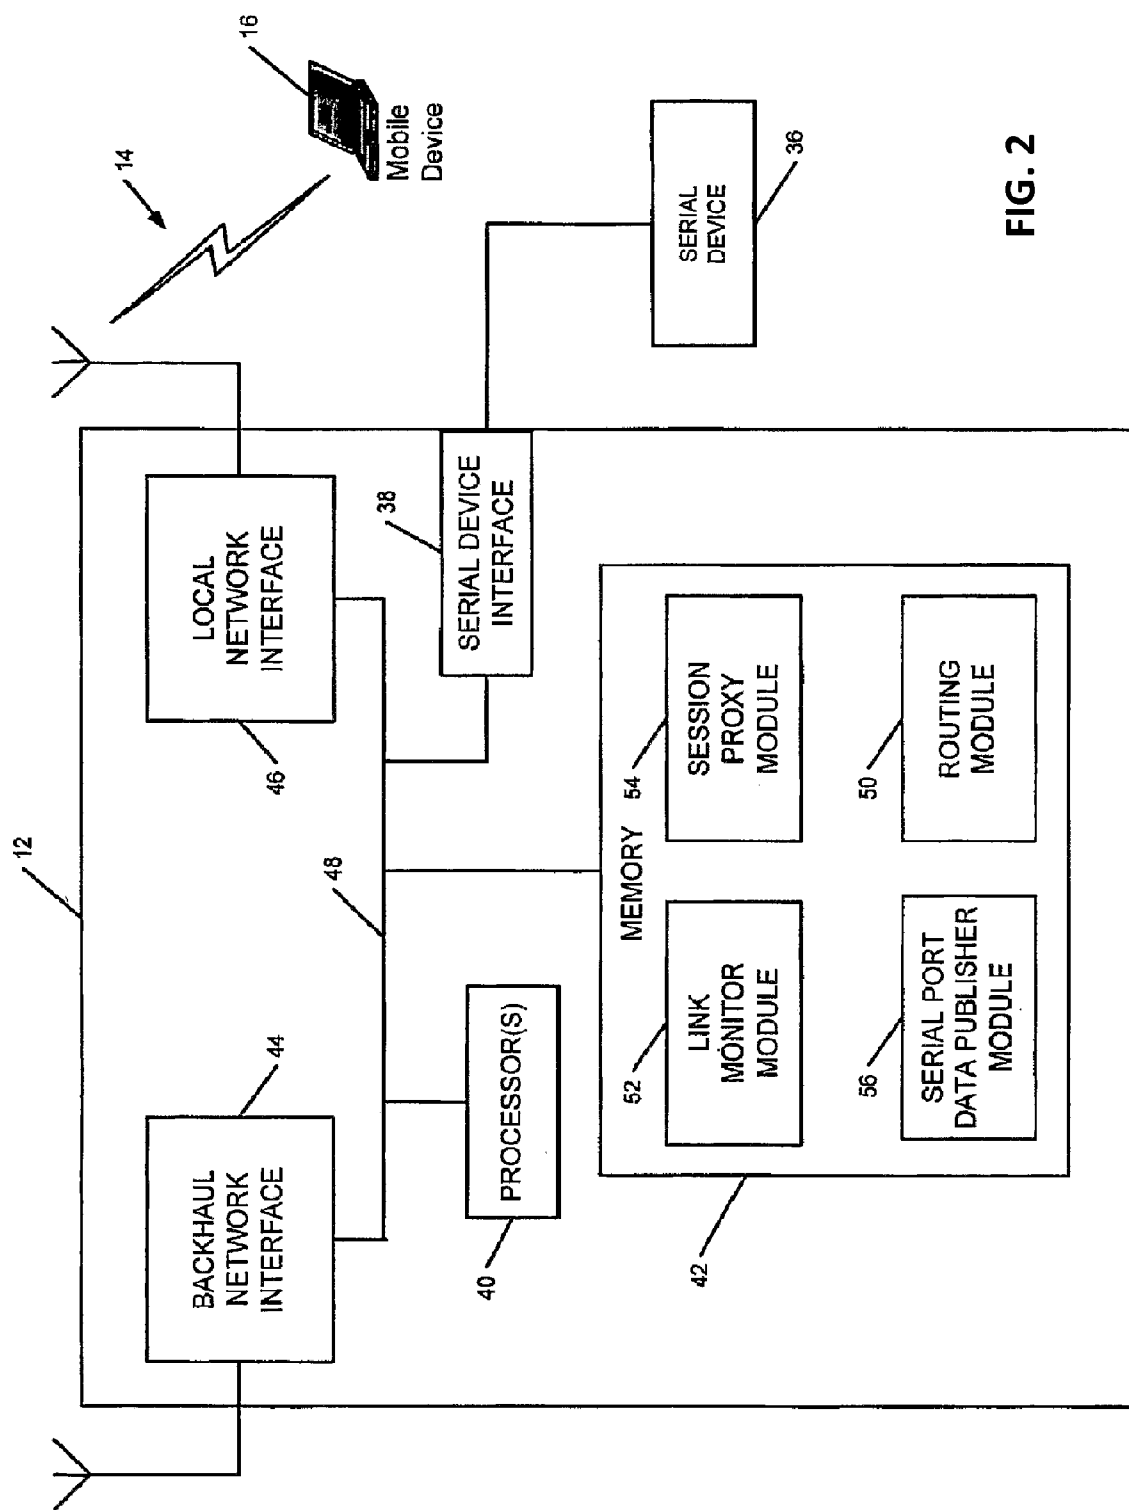 12
14
16
Mobile
Device
BACKHAUL
NETWORK
INTERFACE
44
LOCAL
NETWORK
INTERFACE
46
48
PROCESSOR(S)
40
38
SERIAL DEVICE
INTERFACE
SERIAL
DEVICE
36
MEMORY
42
52
LINK
MONITOR
MODULE
54
SESSION
PROXY
MODULE
56
SERIAL PORT
DATA PUBLISHER
MODULE
50
ROUTING
MODULE
FIG. 2